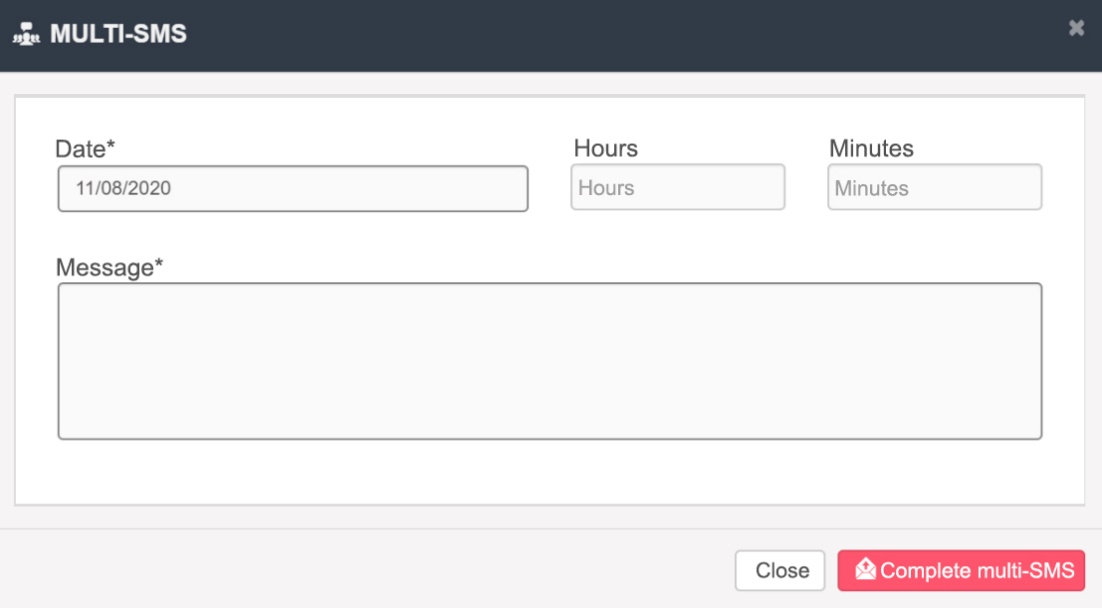 MULTI-SMS
Date* Hours Minutes
11/08/2020 Hours Minutes
Message*
Close Complete multi-SMS